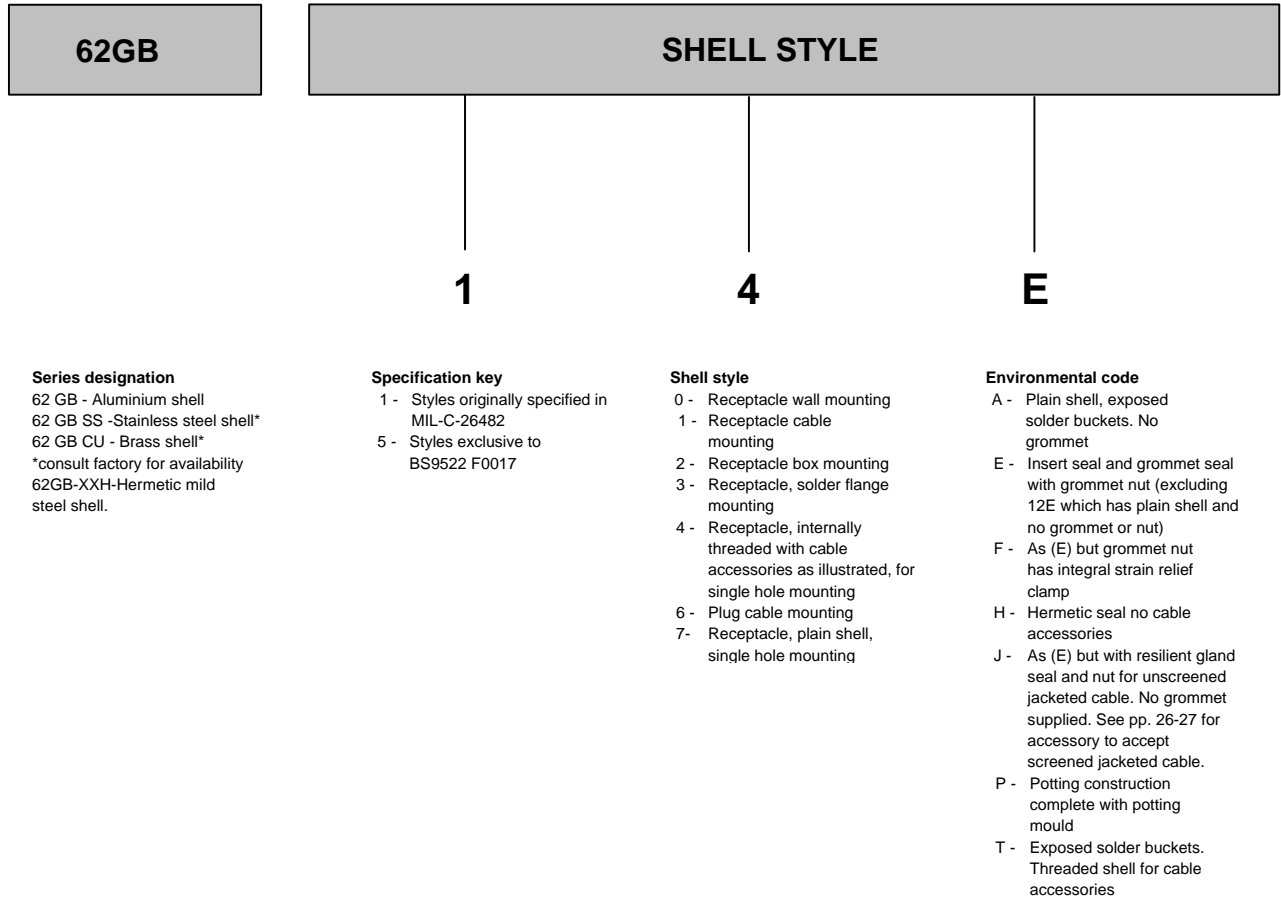 62GB
SHELL STYLE
1
4
E
Series designation
62 GB - Aluminium shell
62 GB SS -Stainless steel shell*
62 GB CU - Brass shell*
*consult factory for availability
62GB-XXH-Hermetic mild
steel shell.
Specification key
1 - Styles originally specified in
MIL-C-26482
5 - Styles exclusive to
BS9522 F0017
Shell style
0 - Receptacle wall mounting
1 - Receptacle cable
mounting
2 - Receptacle box mounting
3 - Receptacle, solder flange
mounting
4 - Receptacle, internally
threaded with cable
accessories as illustrated, for
single hole mounting
6 - Plug cable mounting
7- Receptacle, plain shell,
single hole mounting
Environmental code
A - Plain shell, exposed
solder buckets. No
grommet
E - Insert seal and grommet seal
with grommet nut (excluding
12E which has plain shell and
no grommet or nut)
F - As (E) but grommet nut
has integral strain relief
clamp
H - Hermetic seal no cable
accessories
J - As (E) but with resilient gland
seal and nut for unscreened
jacketed cable. No grommet
supplied. See pp. 26-27 for
accessory to accept
screened jacketed cable.
P - Potting construction
complete with potting
mould
T - Exposed solder buckets.
Threaded shell for cable
accessories